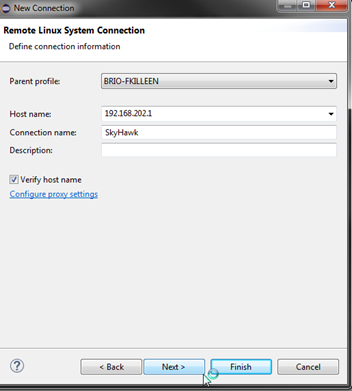 New Connection
Remote Linux System Connection
Define connection information
Parent profile: BRIO-FKILLEEN
Host name: 192.168.202.1
Connection name: SkyHawk
Description:
Verify host name
Configure proxy settings
? < Back Next > Finish Cancel